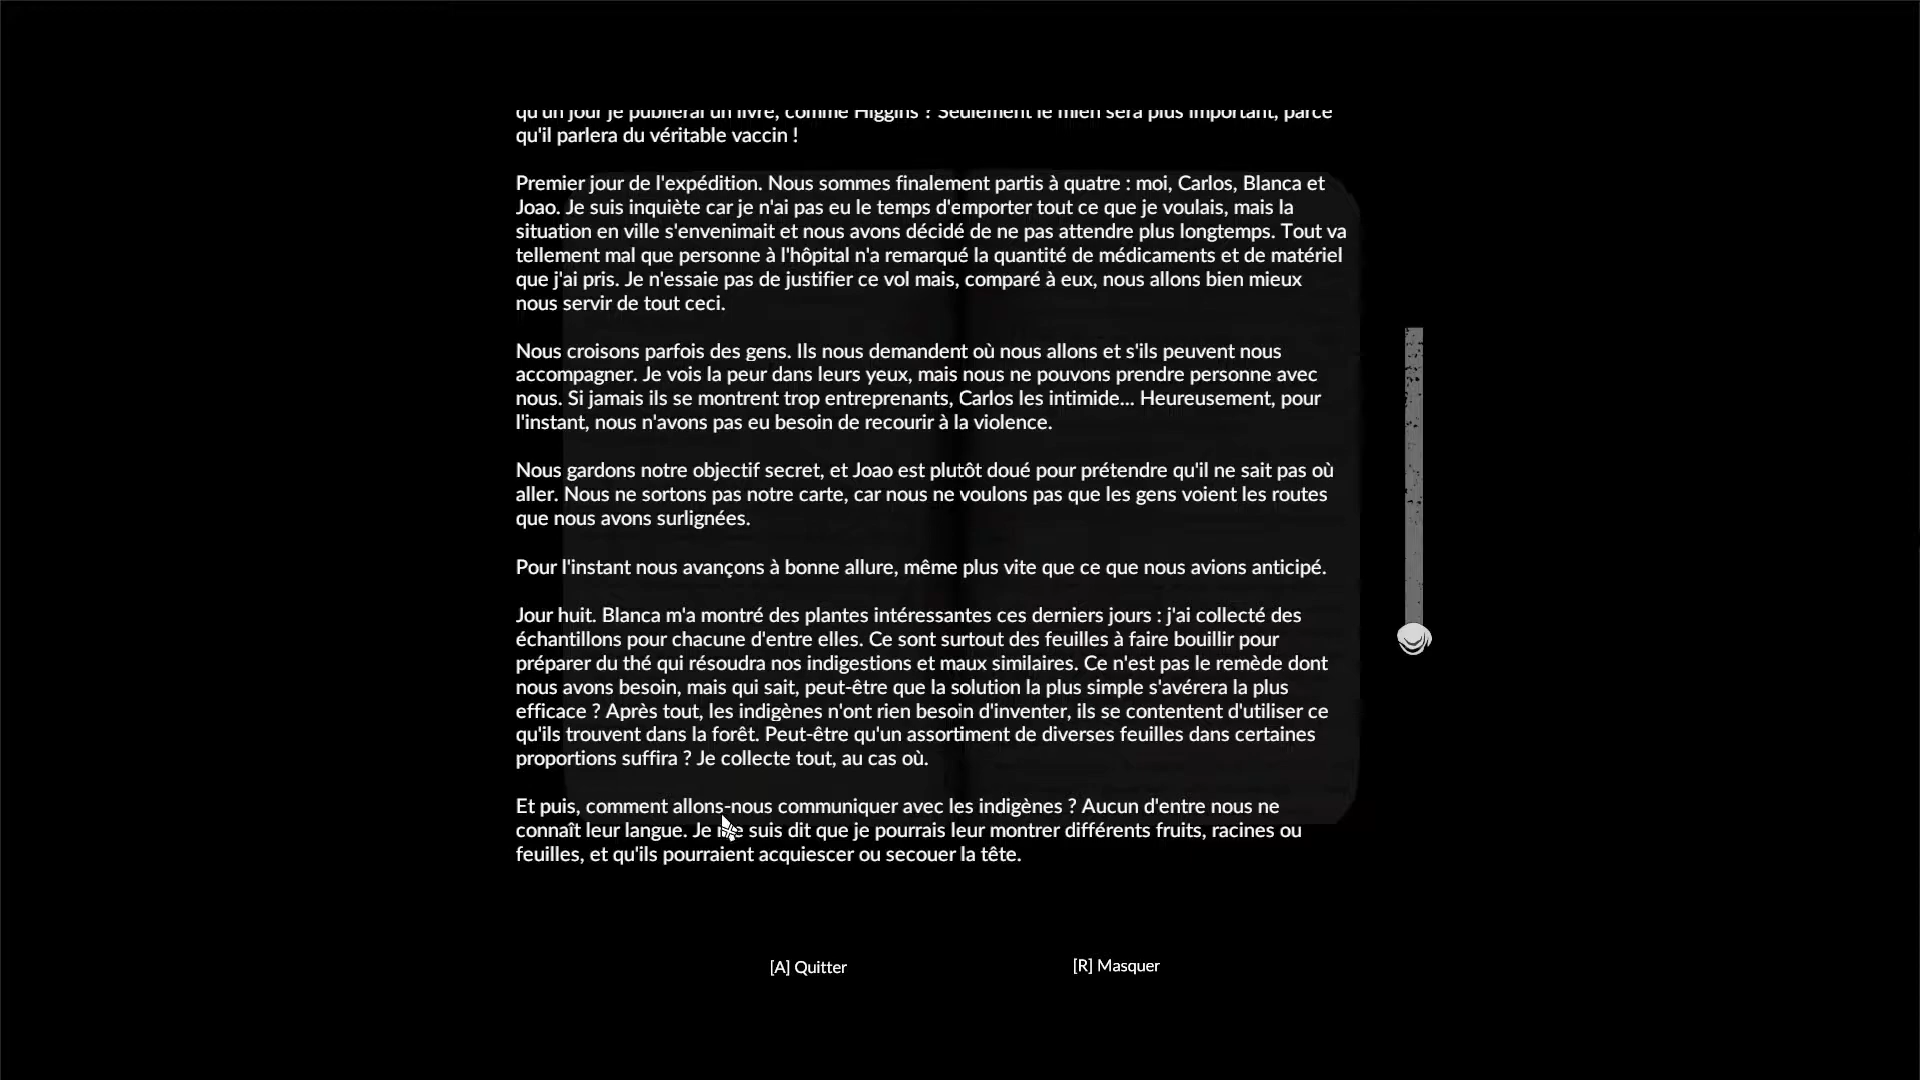 qu'un jour je publierai un livre, comme Higgins ? Seulement le mien sera plus important, parce
qu'il parlera du véritable vaccin !
Premier jour de l'expédition. Nous sommes finalement partis à quatre : moi, Carlos, Blanca et
Joao. Je suis inquiète car je n'ai pas eu le temps d'emporter tout ce que je voulais, mais la
situation en ville s'envenimait et nous avons décidé de ne pas attendre plus longtemps. Tout va
tellement mal que personne à l'hôpital n'a remarqué la quantité de médicaments et de matériel
que j'ai pris. Je n'essaie pas de justifier ce vol mais, comparé à eux, nous allons bien mieux
nous servir de tout ceci.
Nous croisons parfois des gens. Ils nous demandent où nous allons et s'ils peuvent nous
accompagner. Je vois la peur dans leurs yeux, mais nous ne pouvons prendre personne avec
nous. Si jamais ils se montrent trop entreprenants, Carlos les intimide... Heureusement, pour
l'instant, nous n'avons pas eu besoin de recourir à la violence.
Nous gardons notre objectif secret, et Joao est plutôt doué pour prétendre qu'il ne sait pas où
aller. Nous ne sortons pas notre carte, car nous ne voulons pas que les gens voient les routes
que nous avons surlignées.
Pour l'instant nous avançons à bonne allure, même plus vite que ce que nous avions anticipé.
Jour huit. Blanca m'a montré des plantes intéressantes ces derniers jours : j'ai collecté des
échantillons pour chacune d'entre elles. Ce sont surtout des feuilles à faire bouillir pour
préparer du thé qui résoudra nos indigestions et maux similaires. Ce n'est pas le remède dont
nous avons besoin, mais qui sait, peut-être que la solution la plus simple s'avérera la plus
efficace ? Après tout, les indigènes n'ont rien besoin d'inventer, ils se contentent d'utiliser ce
qu'ils trouvent dans la forêt. Peut-être qu'un assortiment de diverses feuilles dans certaines
proportions suffira ? Je collecte tout, au cas où.
Et puis, comment allons-nous communiquer avec les indigènes ? Aucun d'entre nous ne
connaît leur langue. Je me suis dit que je pourrais leur montrer différents fruits, racines ou
feuilles, et qu'ils pourraient acquiescer ou secouer la tête.
[A] Quitter
[R] Masquer